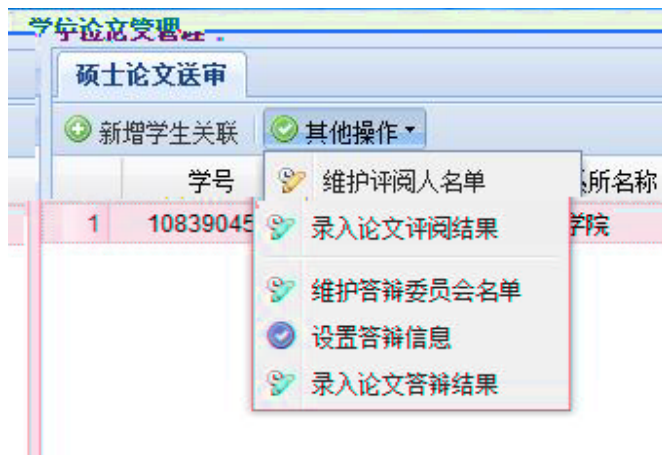 学位论文管理
硕士论文送审
新增学生关联 其他操作
学号 所名称
1 10839045 学院
维护评阅人名单
录入论文评阅结果
维护答辩委员会名单
设置答辩信息
录入论文答辩结果